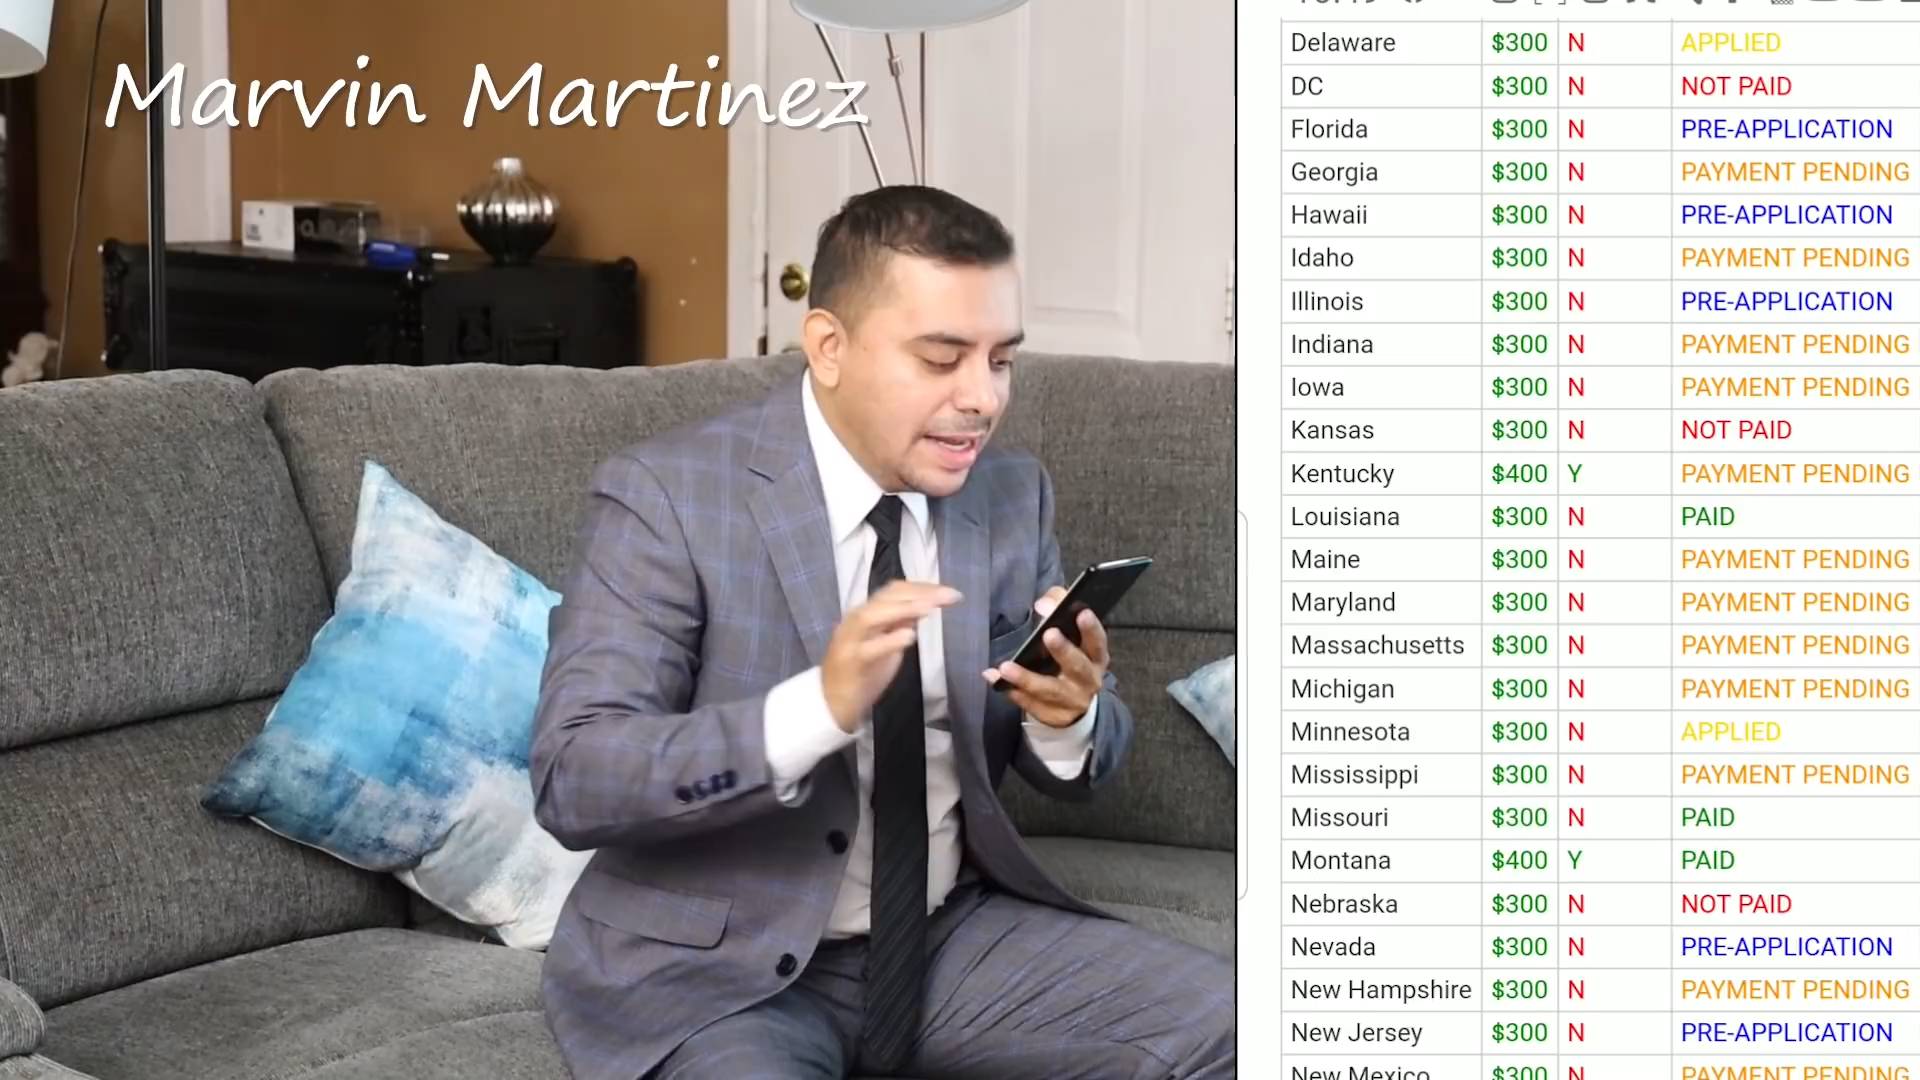 Marvin Martinez
Delaware $300 N APPLIED
DC $300 N NOT PAID
Florida $300 N PRE-APPLICATION
Georgia $300 N PAYMENT PENDING
Hawaii $300 N PRE-APPLICATION
Idaho $300 N PAYMENT PENDING
Illinois $300 N PRE-APPLICATION
Indiana $300 N PAYMENT PENDING
Iowa $300 N PAYMENT PENDING
Kansas $300 N NOT PAID
Kentucky $400 Y PAYMENT PENDING
Louisiana $300 N PAID
Maine $300 N PAYMENT PENDING
Maryland $300 N PAYMENT PENDING
Massachusetts $300 N PAYMENT PENDING
Michigan $300 N PAYMENT PENDING
Minnesota $300 N APPLIED
Mississippi $300 N PAYMENT PENDING
Missouri $300 N PAID
Montana $400 Y PAID
Nebraska $300 N NOT PAID
Nevada $300 N PRE-APPLICATION
New Hampshire $300 N PAYMENT PENDING
New Jersey $300 N PRE-APPLICATION
New Mexico $300 N PAYMENT PENDING